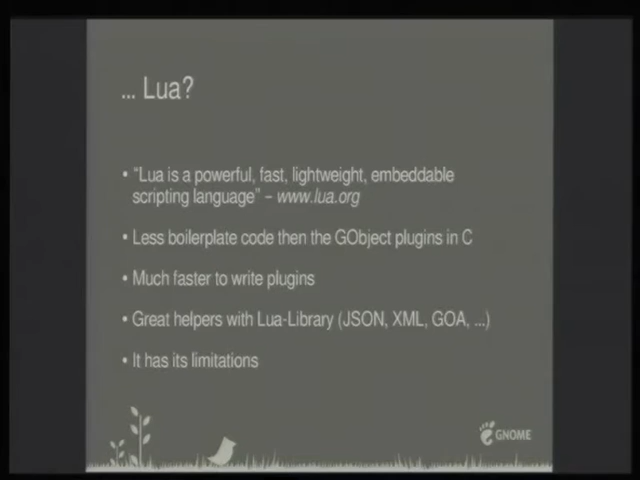 ... Lua?
• "Lua is a powerful, fast, lightweight, embeddable
scripting language" – www.lua.org
• Less boilerplate code then the GObject plugins in C
• Much faster to write plugins
• Great helpers with Lua-Library (JSON, XML, GOA, ...)
• It has its limitations
GNOME